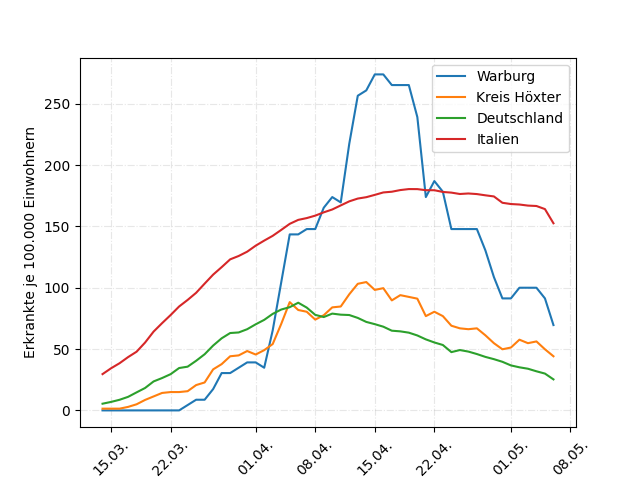 Erkrankte je 100.000 Einwohnern
250
200
150
100
50
0
Warburg
Kreis Höxter
Deutschland
Italien
15.03.
22.03.
01.04.
08.04.
15.04.
22.04.
01.05.
08.05.